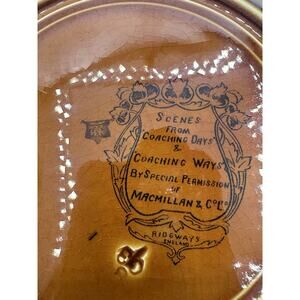 SCENES
FROM
COACHING DAYS
&
COACHING WAYS
BY SPECIAL PERMISSION
OF
MACMILLAN & Co Ld
RIDGWAYS
ENGLAND